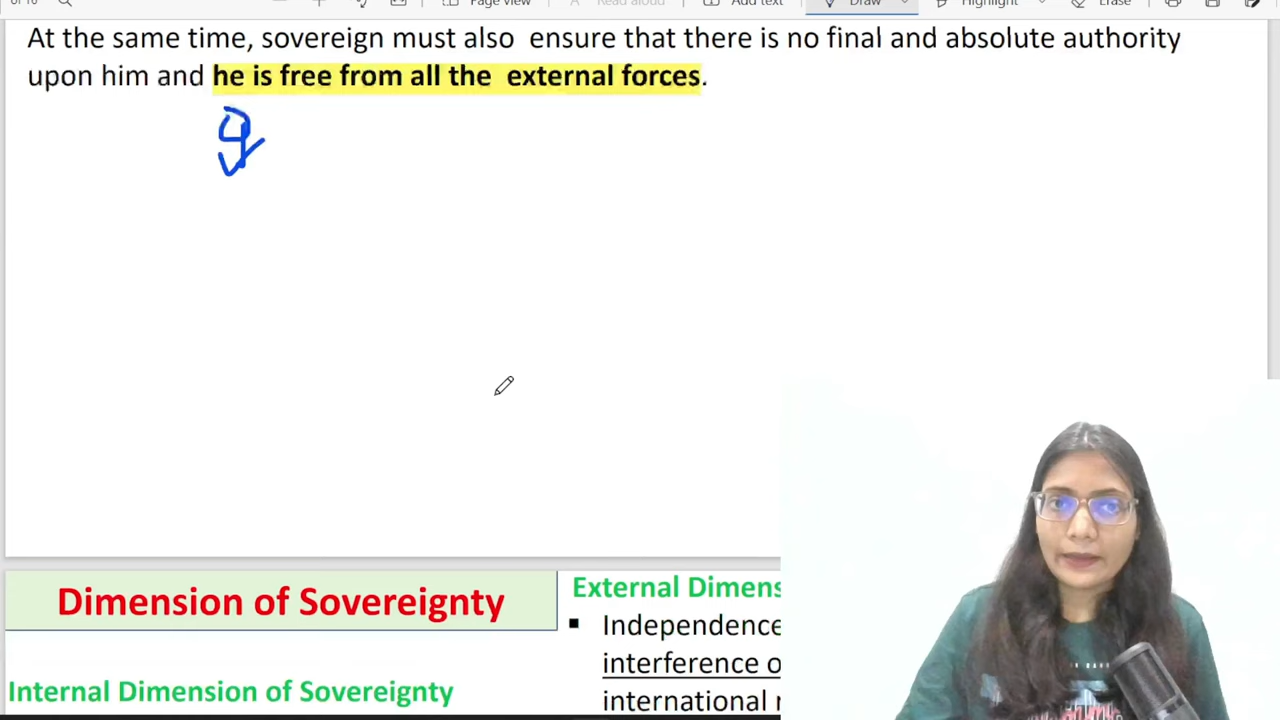 Page view
Read aloud
Add text
Draw
Highlight
Erase
At the same time, sovereign must also ensure that there is no final and absolute authority
upon him and he is free from all the external forces.
Dimension of Sovereignty
Internal Dimension of Sovereignty
External Dimens
Independence
interference o
international